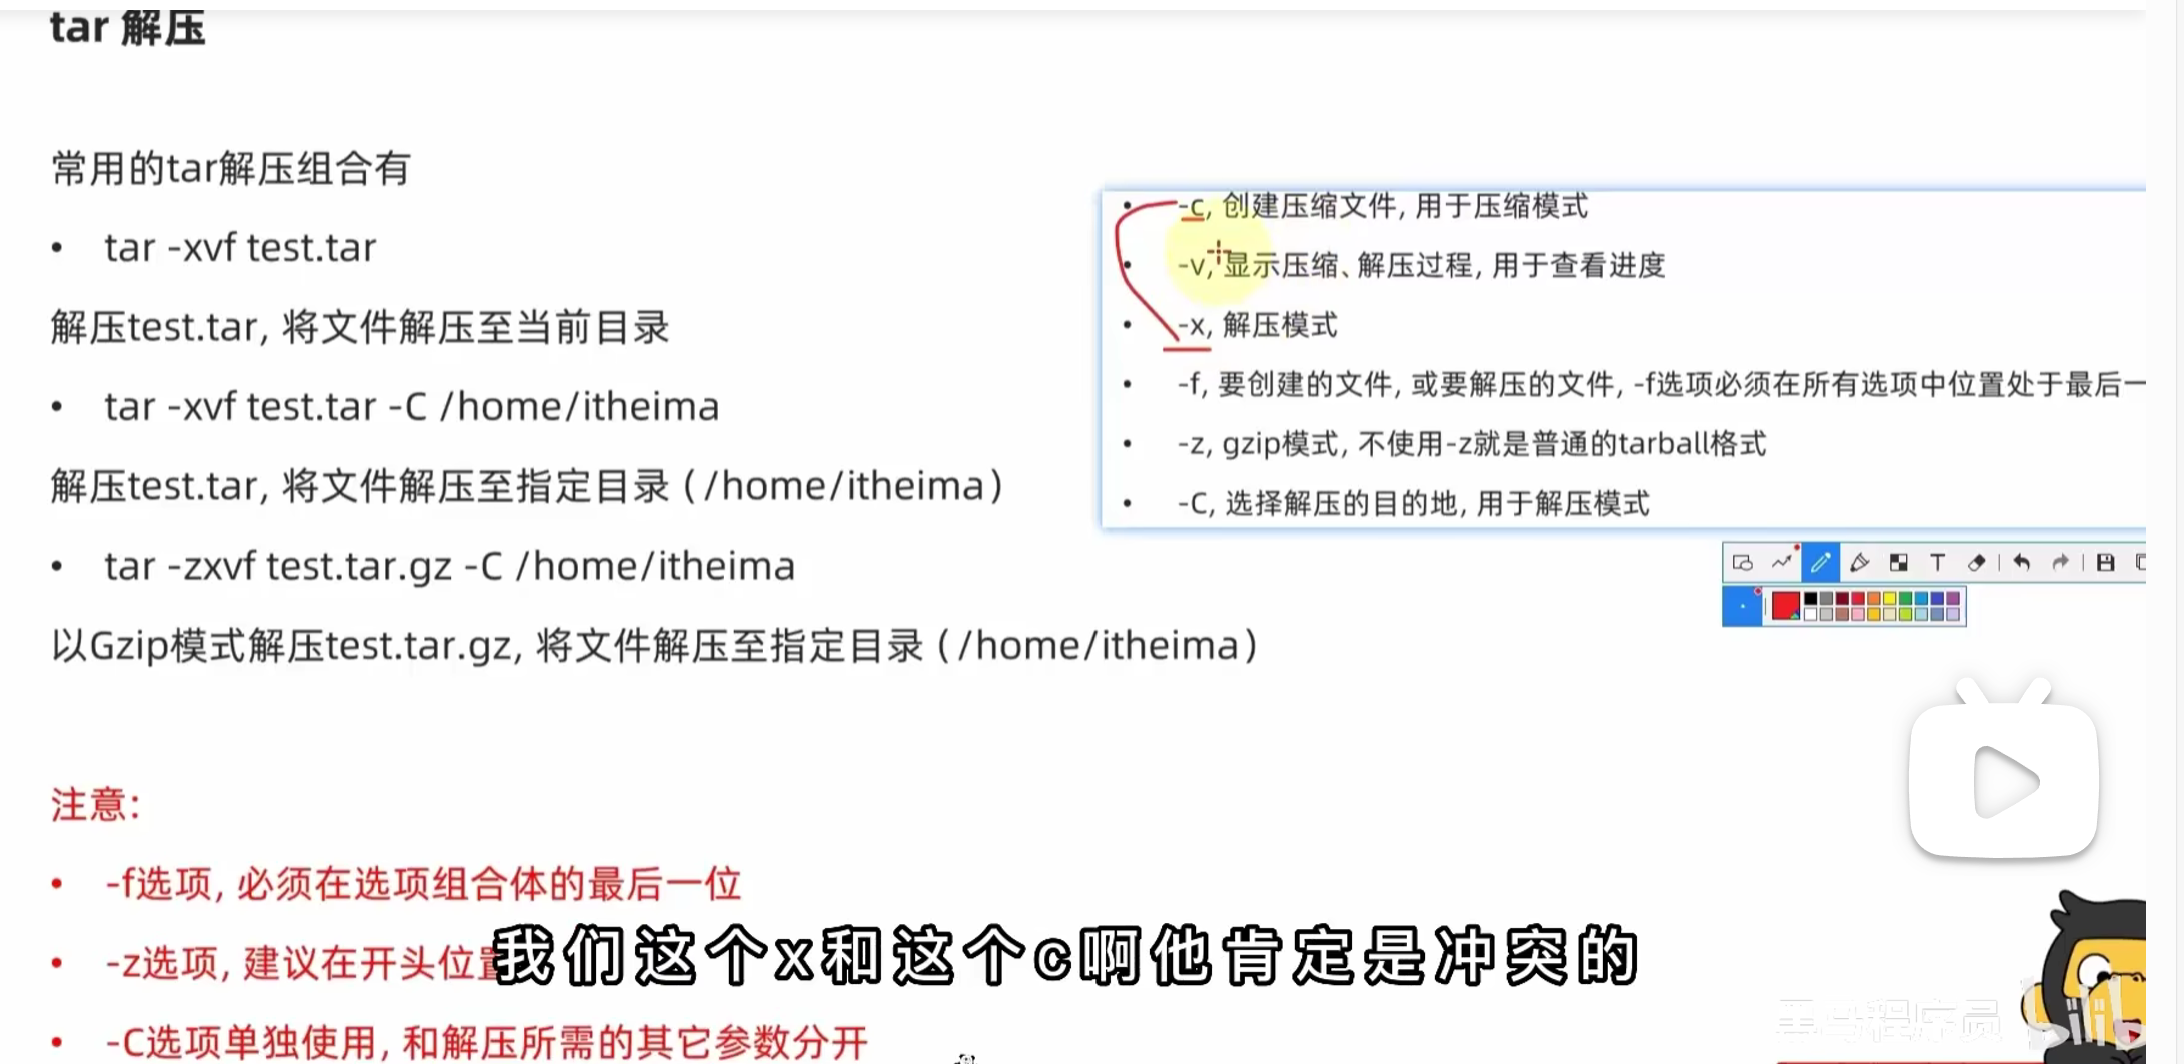 tar 解压
常用的tar解压组合有
• tar -xvf test.tar
解压test.tar, 将文件解压至当前目录
• tar -xvf test.tar -C /home/itheima
解压test.tar, 将文件解压至指定目录（/home/itheima）
• tar -zxvf test.tar.gz -C /home/itheima
以Gzip模式解压test.tar.gz, 将文件解压至指定目录（/home/itheima）
• -c, 创建压缩文件, 用于压缩模式
• -v, 显示压缩、解压过程, 用于查看进度
• -x, 解压模式
• -f, 要创建的文件, 或要解压的文件, -f选项必须在所有选项中位置处于最后一
• -z, gzip模式, 不使用-z就是普通的tarball格式
• -C, 选择解压的目的地, 用于解压模式
T
注意:
• -f选项, 必须在选项组合体的最后一位
• -z选项, 建议在开头位置
我们这个x和这个c啊他肯定是冲突的
• -C选项单独使用, 和解压所需的其它参数分开
黑马程序员
bilib